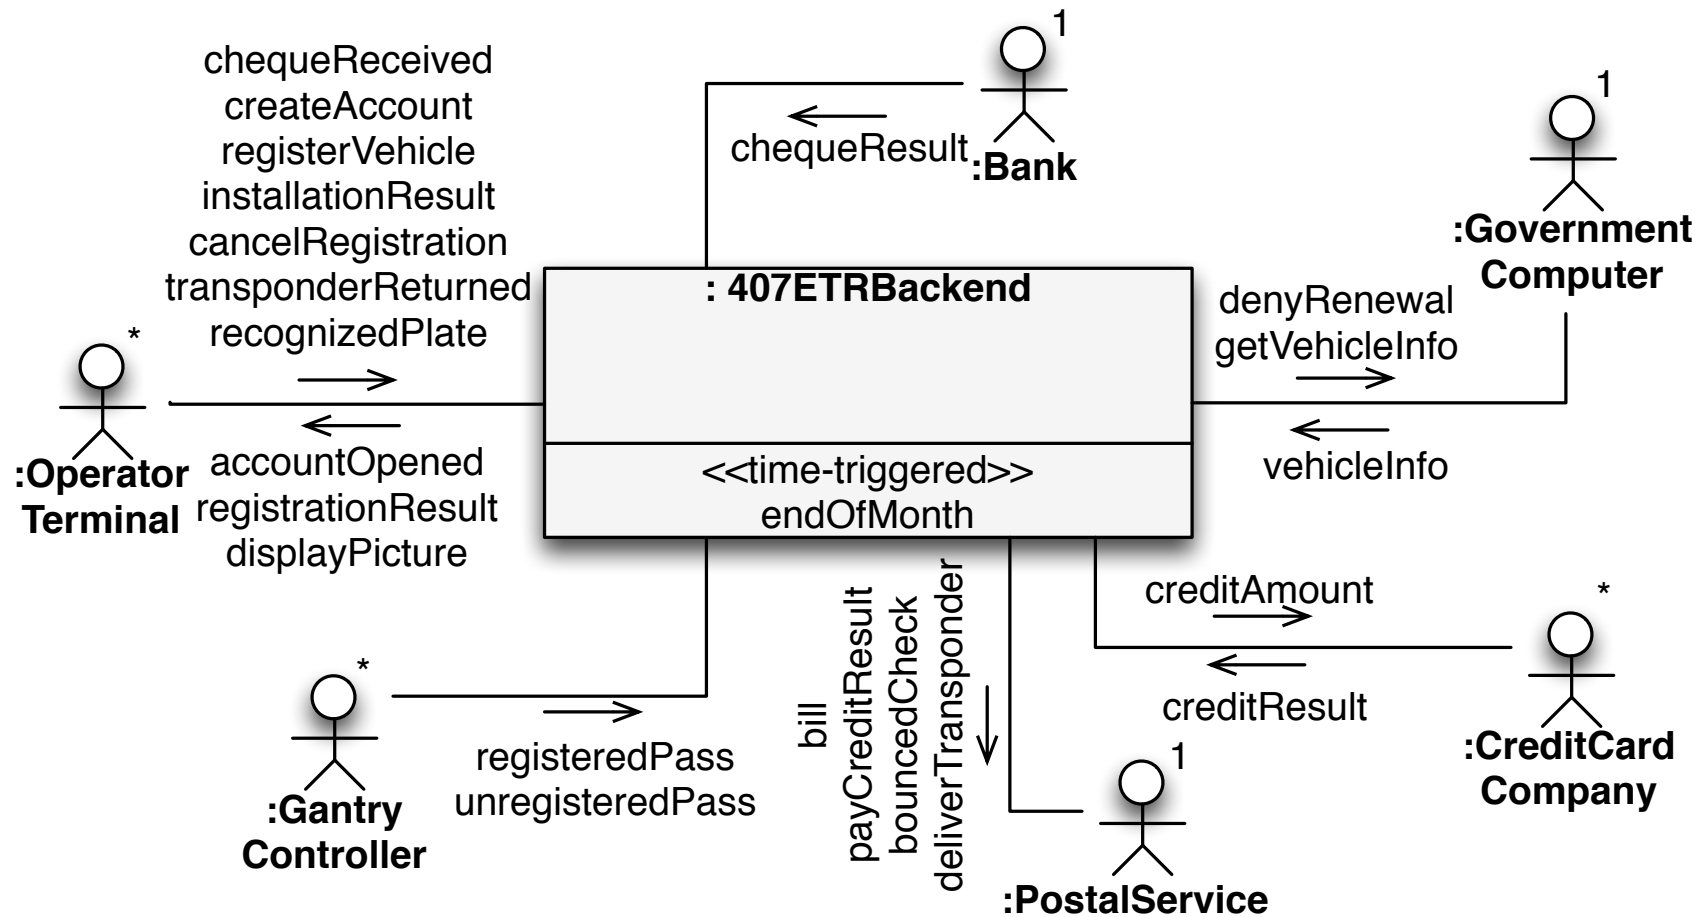 chequeReceived
createAccount
registerVehicle
installationResult
cancelRegistration
transponderReturned
recognizedPlate
*
:Operator
Terminal
accountOpened
registrationResult
displayPicture
1
chequeResult
:Bank
1
:Government
Computer
: 407ETRBackend
denyRenewal
getVehicleInfo
vehicleInfo
<<time-triggered>>
endOfMonth
*
:Gantry
Controller
registeredPass
unregisteredPass
bill
payCreditResult
bouncedCheck
deliverTransponder
1
:PostalService
creditAmount
creditResult
*
:CreditCard
Company